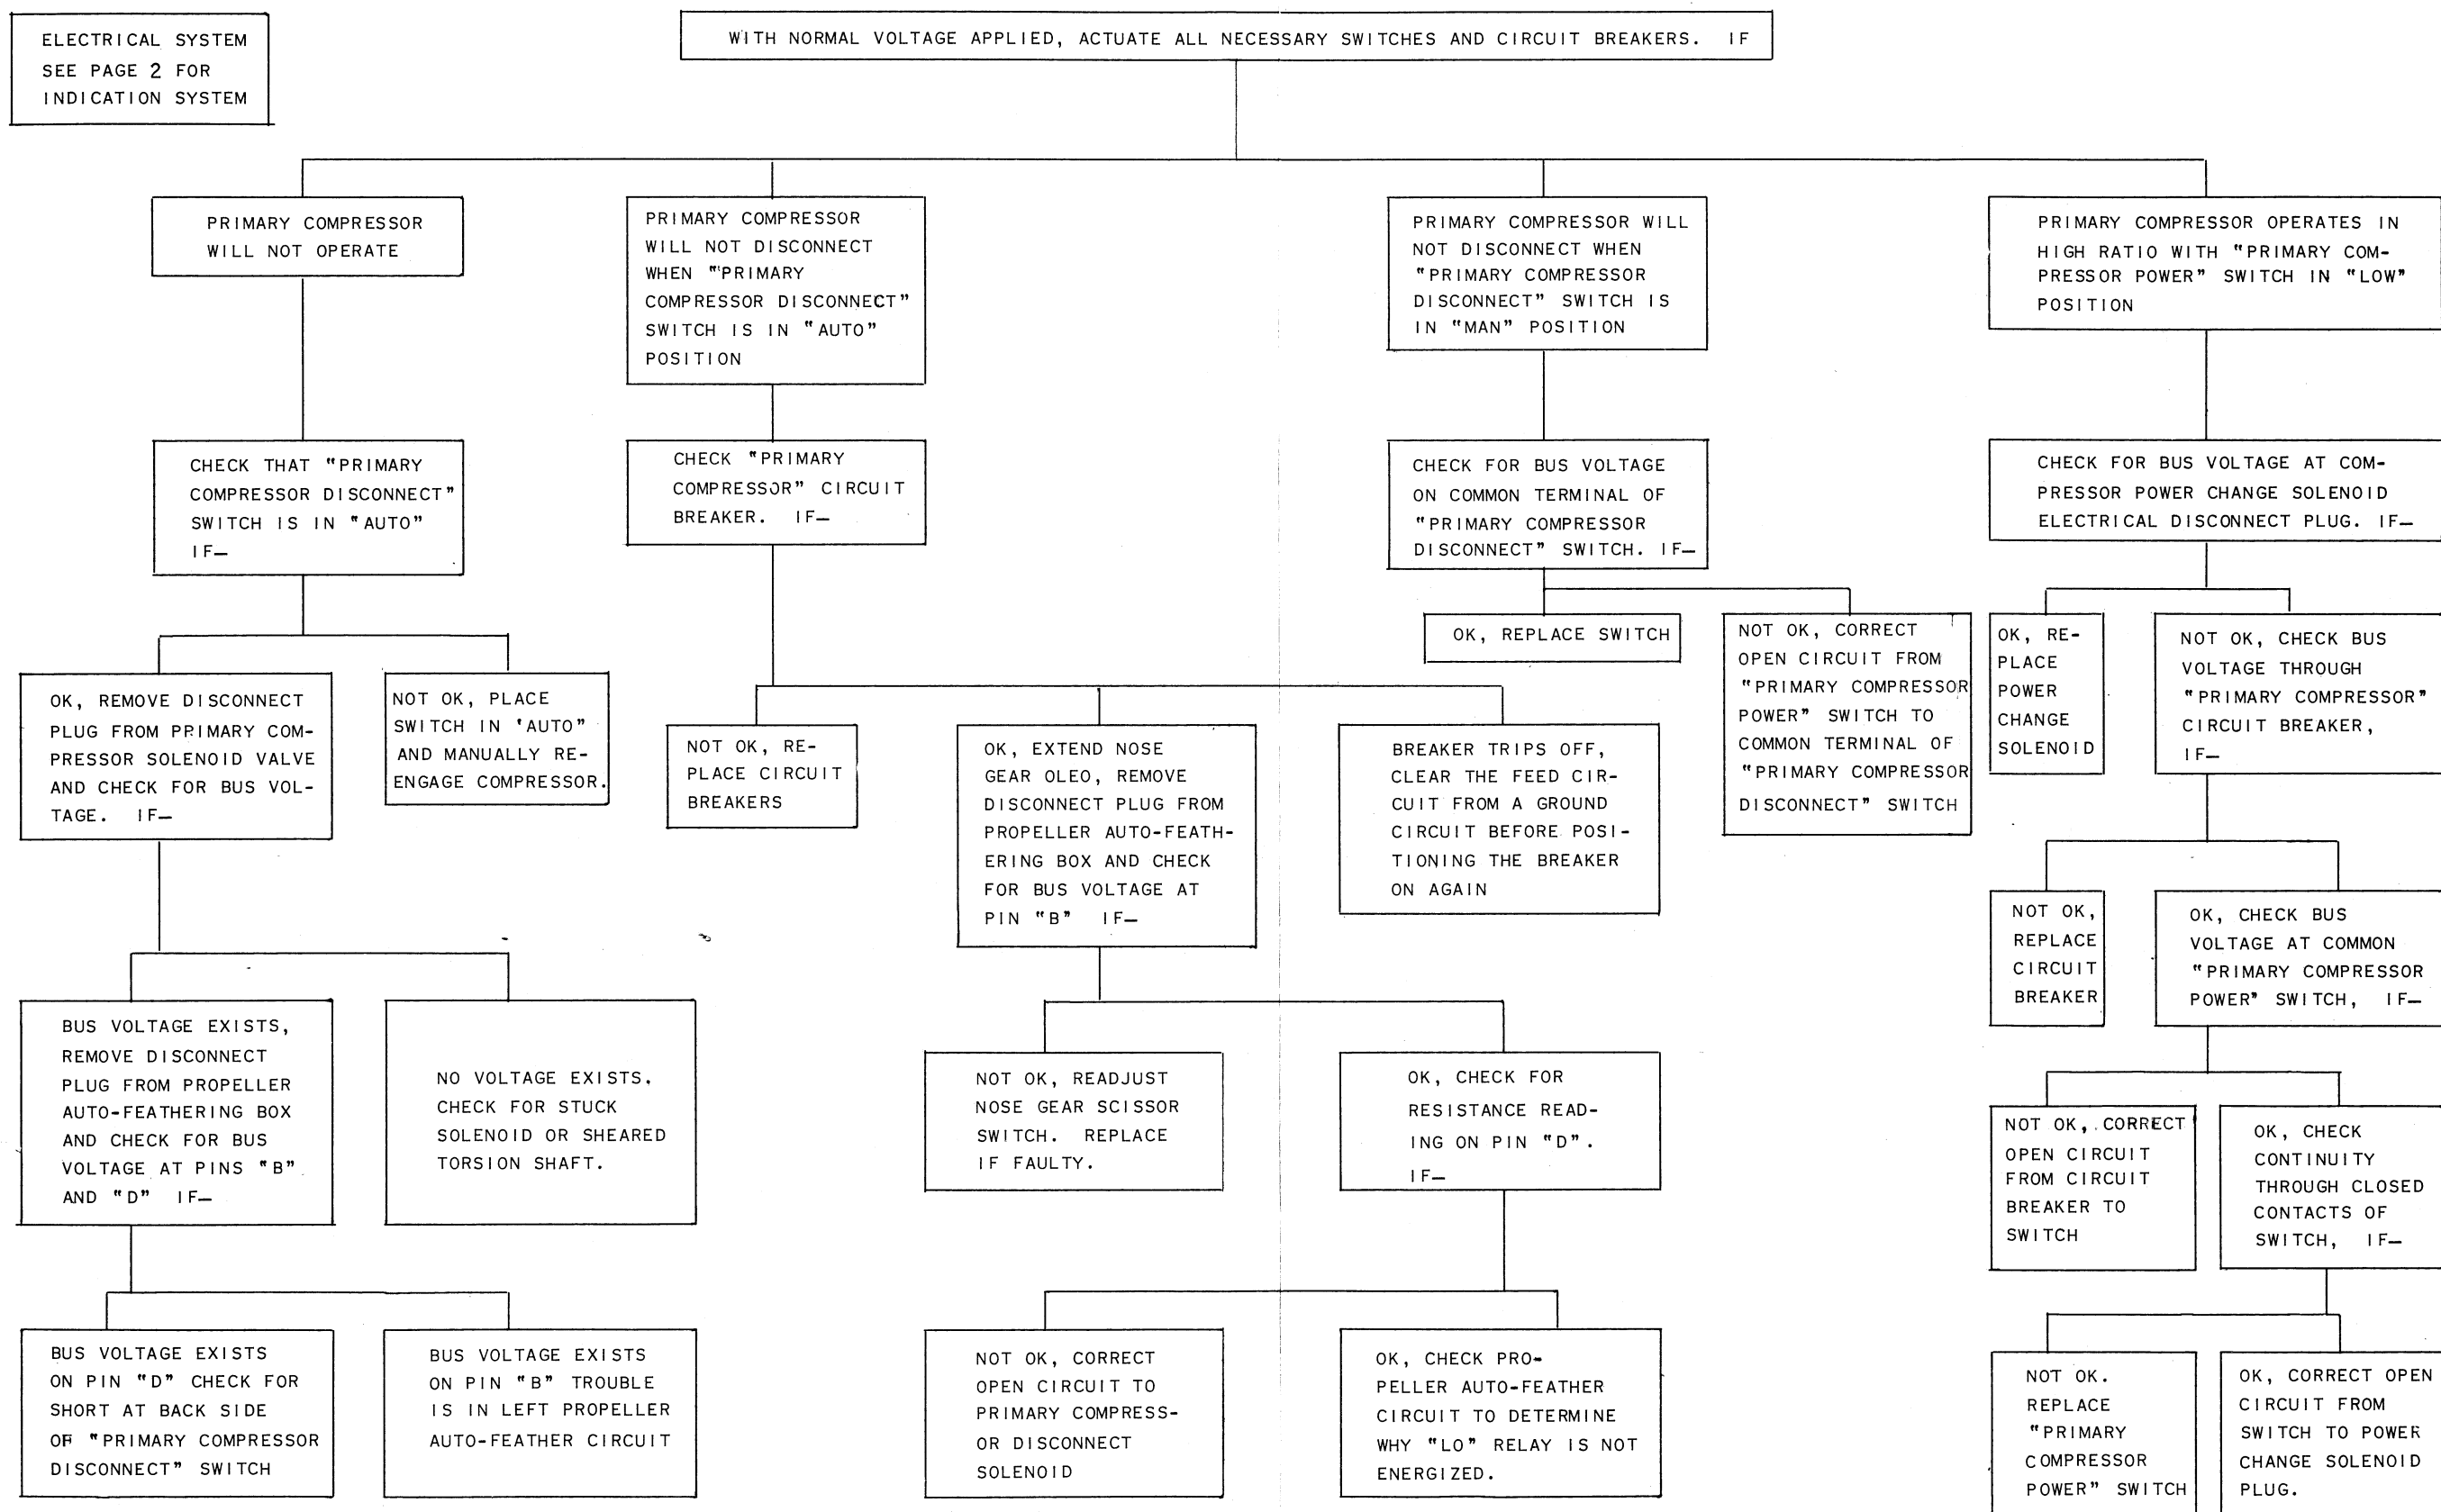 ELECTRICAL SYSTEM
SEE PAGE 2 FOR
INDICATION SYSTEM
WITH NORMAL VOLTAGE APPLIED, ACTUATE ALL NECESSARY SWITCHES AND CIRCUIT BREAKERS. IF
PRIMARY COMPRESSOR
WILL NOT OPERATE
PRIMARY COMPRESSOR
WILL NOT DISCONNECT
WHEN "PRIMARY
COMPRESSOR DISCONNECT"
SWITCH IS IN "AUTO"
POSITION
PRIMARY COMPRESSOR WILL
NOT DISCONNECT WHEN
"PRIMARY COMPRESSOR
DISCONNECT" SWITCH IS
IN "MAN" POSITION
PRIMARY COMPRESSOR OPERATES IN
HIGH RATIO WITH "PRIMARY COM-
PRESSOR POWER" SWITCH IN "LOW"
POSITION
CHECK THAT "PRIMARY
COMPRESSOR DISCONNECT"
SWITCH IS IN "AUTO"
IF—
CHECK "PRIMARY
COMPRESSOR" CIRCUIT
BREAKER. IF—
CHECK FOR BUS VOLTAGE
ON COMMON TERMINAL OF
"PRIMARY COMPRESSOR
DISCONNECT" SWITCH. IF—
CHECK FOR BUS VOLTAGE AT COM-
PRESSOR POWER CHANGE SOLENOID
ELECTRICAL DISCONNECT PLUG. IF—
OK, REMOVE DISCONNECT
PLUG FROM PRIMARY COM-
PRESSOR SOLENOID VALVE
AND CHECK FOR BUS VOL-
TAGE. IF—
NOT OK, PLACE
SWITCH IN 'AUTO"
AND MANUALLY RE-
ENGAGE COMPRESSOR.
NOT OK, RE-
PLACE CIRCUIT
BREAKERS
OK, EXTEND NOSE
GEAR OLEO, REMOVE
DISCONNECT PLUG FROM
PROPELLER AUTO-FEATH-
ERING BOX AND CHECK
FOR BUS VOLTAGE AT
PIN "B" IF—
BREAKER TRIPS OFF,
CLEAR THE FEED CIR-
CUIT FROM A GROUND
CIRCUIT BEFORE POSI-
TIONING THE BREAKER
ON AGAIN
OK, REPLACE SWITCH
NOT OK, CORRECT
OPEN CIRCUIT FROM
"PRIMARY COMPRESSOR
POWER" SWITCH TO
COMMON TERMINAL OF
"PRIMARY COMPRESSOR
DISCONNECT" SWITCH
OK, RE-
PLACE
POWER
CHANGE
SOLENOID
NOT OK, CHECK BUS
VOLTAGE THROUGH
"PRIMARY COMPRESSOR"
CIRCUIT BREAKER,
IF—
NOT OK,
REPLACE
CIRCUIT
BREAKER
OK, CHECK BUS
VOLTAGE AT COMMON
"PRIMARY COMPRESSOR
POWER" SWITCH, IF—
BUS VOLTAGE EXISTS,
REMOVE DISCONNECT
PLUG FROM PROPELLER
AUTO-FEATHERING BOX
AND CHECK FOR BUS
VOLTAGE AT PINS "B"
AND "D" IF—
NO VOLTAGE EXISTS.
CHECK FOR STUCK
SOLENOID OR SHEARED
TORSION SHAFT.
NOT OK, READJUST
NOSE GEAR SCISSOR
SWITCH. REPLACE
IF FAULTY.
OK, CHECK FOR
RESISTANCE READ-
ING ON PIN "D".
IF—
NOT OK, CORRECT
OPEN CIRCUIT
FROM CIRCUIT
BREAKER TO
SWITCH
OK, CHECK
CONTINUITY
THROUGH CLOSED
CONTACTS OF
SWITCH, IF—
BUS VOLTAGE EXISTS
ON PIN "D" CHECK FOR
SHORT AT BACK SIDE
OF "PRIMARY COMPRESSOR
DISCONNECT" SWITCH
BUS VOLTAGE EXISTS
ON PIN "B" TROUBLE
IS IN LEFT PROPELLER
AUTO-FEATHER CIRCUIT
NOT OK, CORRECT
OPEN CIRCUIT TO
PRIMARY COMPRESS-
OR DISCONNECT
SOLENOID
OK, CHECK PRO-
PELLER AUTO-FEATHER
CIRCUIT TO DETERMINE
WHY "LO" RELAY IS NOT
ENERGIZED.
NOT OK.
REPLACE
"PRIMARY
COMPRESSOR
POWER" SWITCH
OK, CORRECT OPEN
CIRCUIT FROM
SWITCH TO POWER
CHANGE SOLENOID
PLUG.